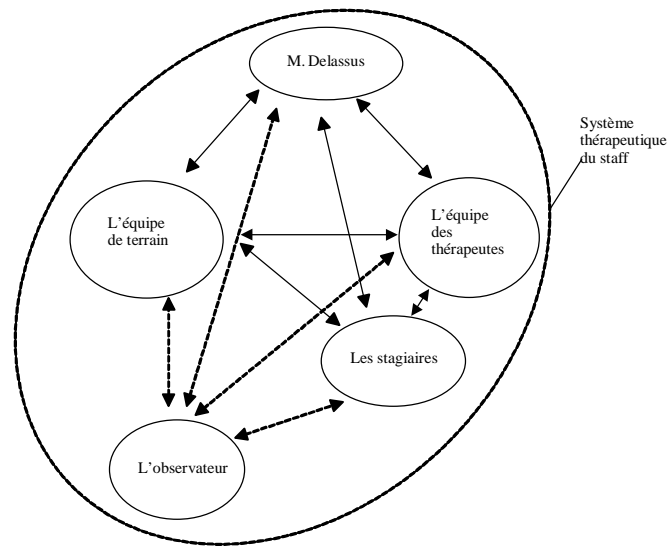 M. Delassus
Système
thérapeutique
du staff
L'équipe
de terrain
L'équipe
des
thérapeutes
Les stagiaires
L'observateur